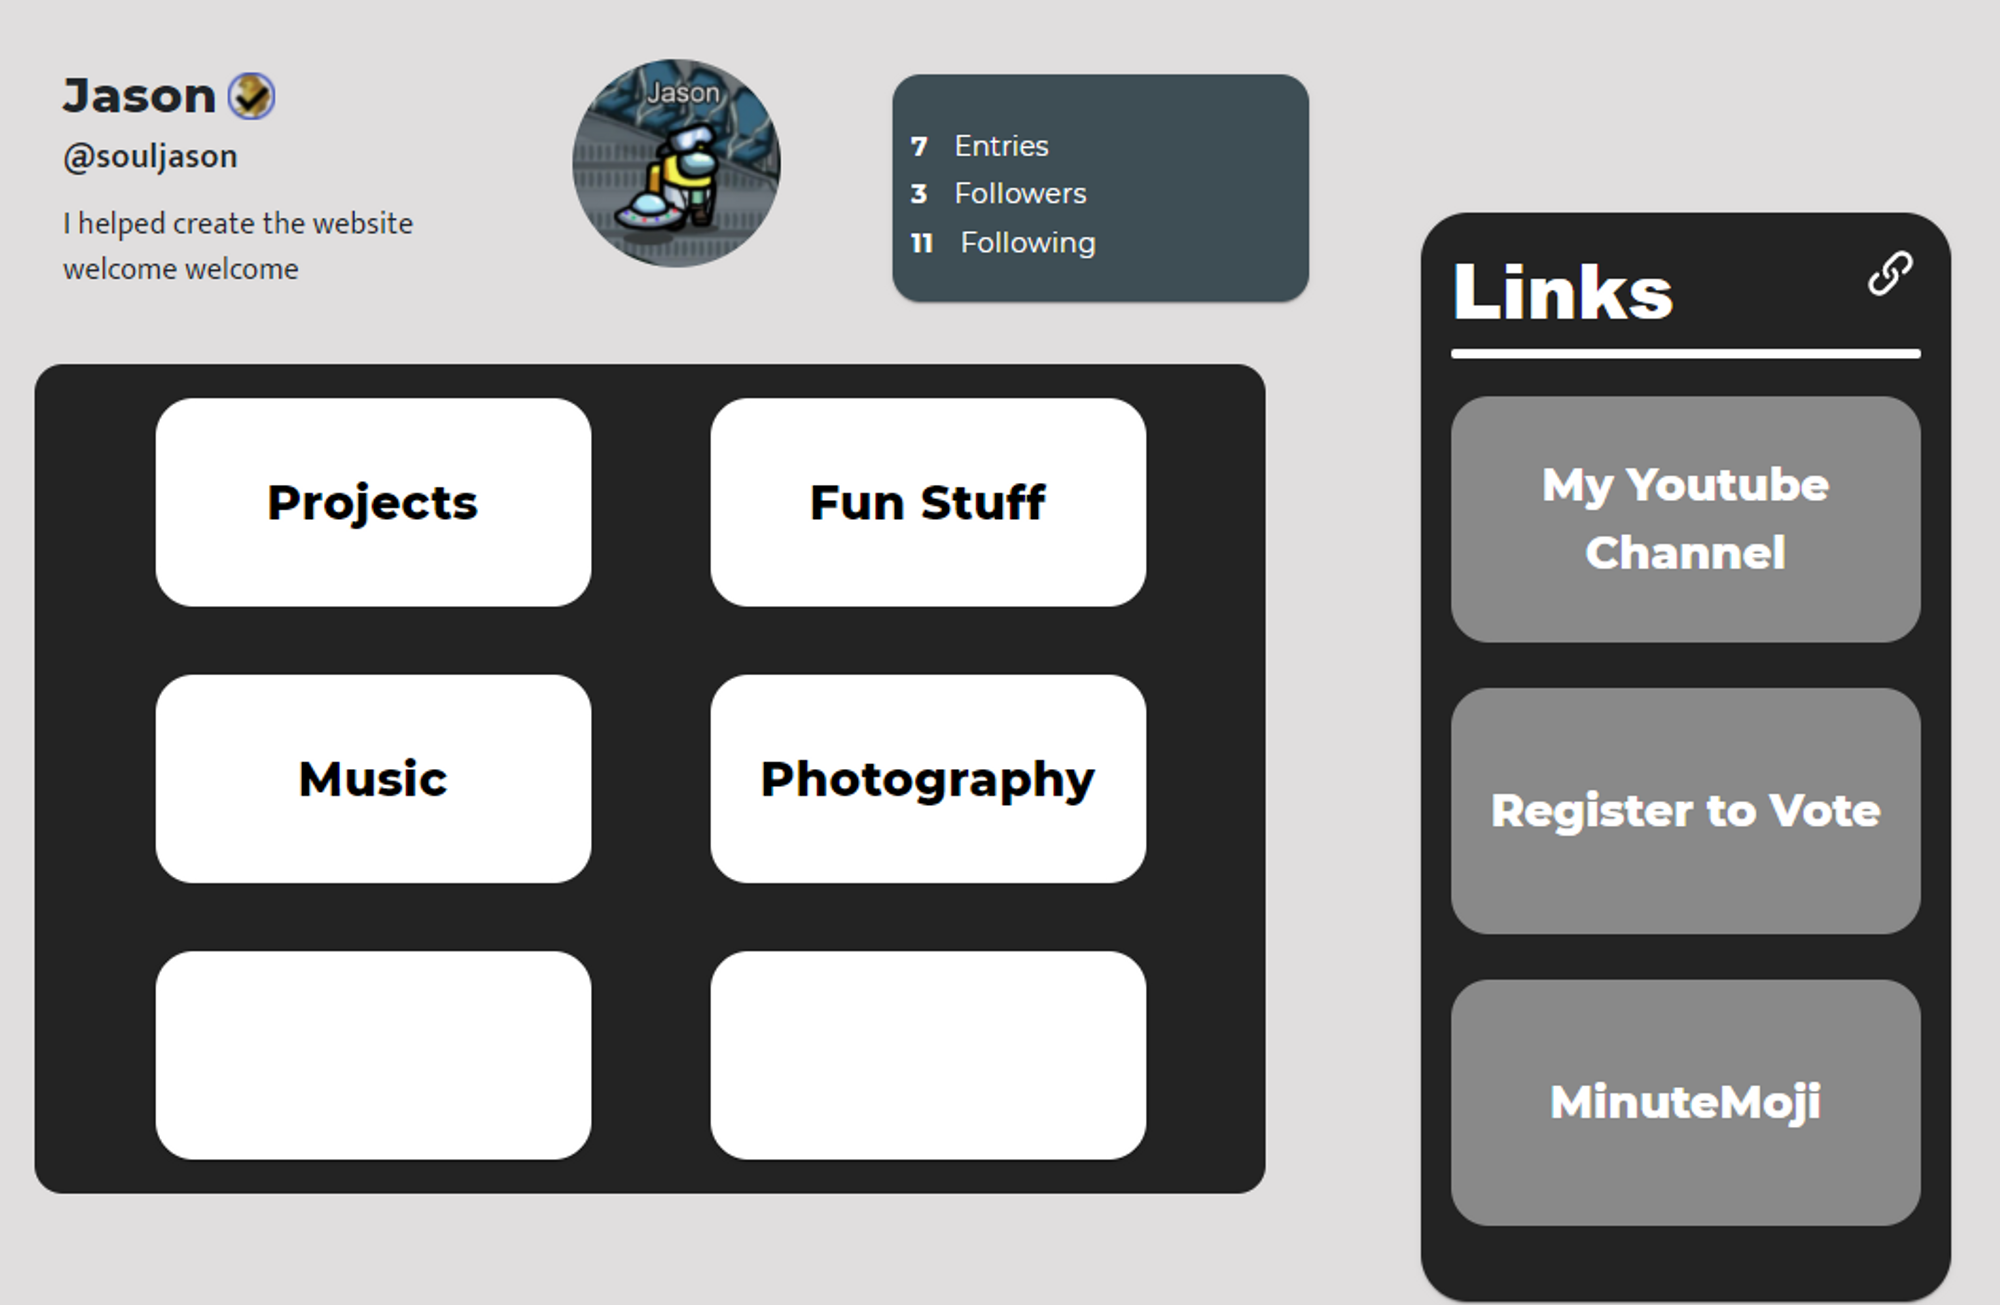 Jason
@souljason
I helped create the website
welcome welcome
Jason
7 Entries
3 Followers
11 Following
Projects
Fun Stuff
Music
Photography
Links
My Youtube
Channel
Register to Vote
MinuteMoji